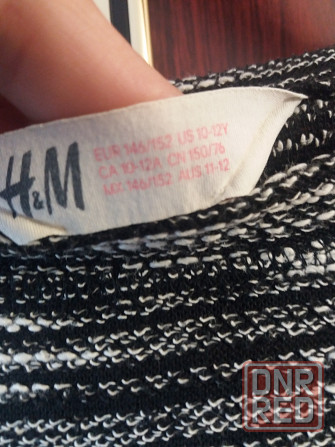 H&M
EUR 146/152 US 10-12Y
CA 10-12A CN 150/76
MX 146/152 AUS 11-12
DNR
RED